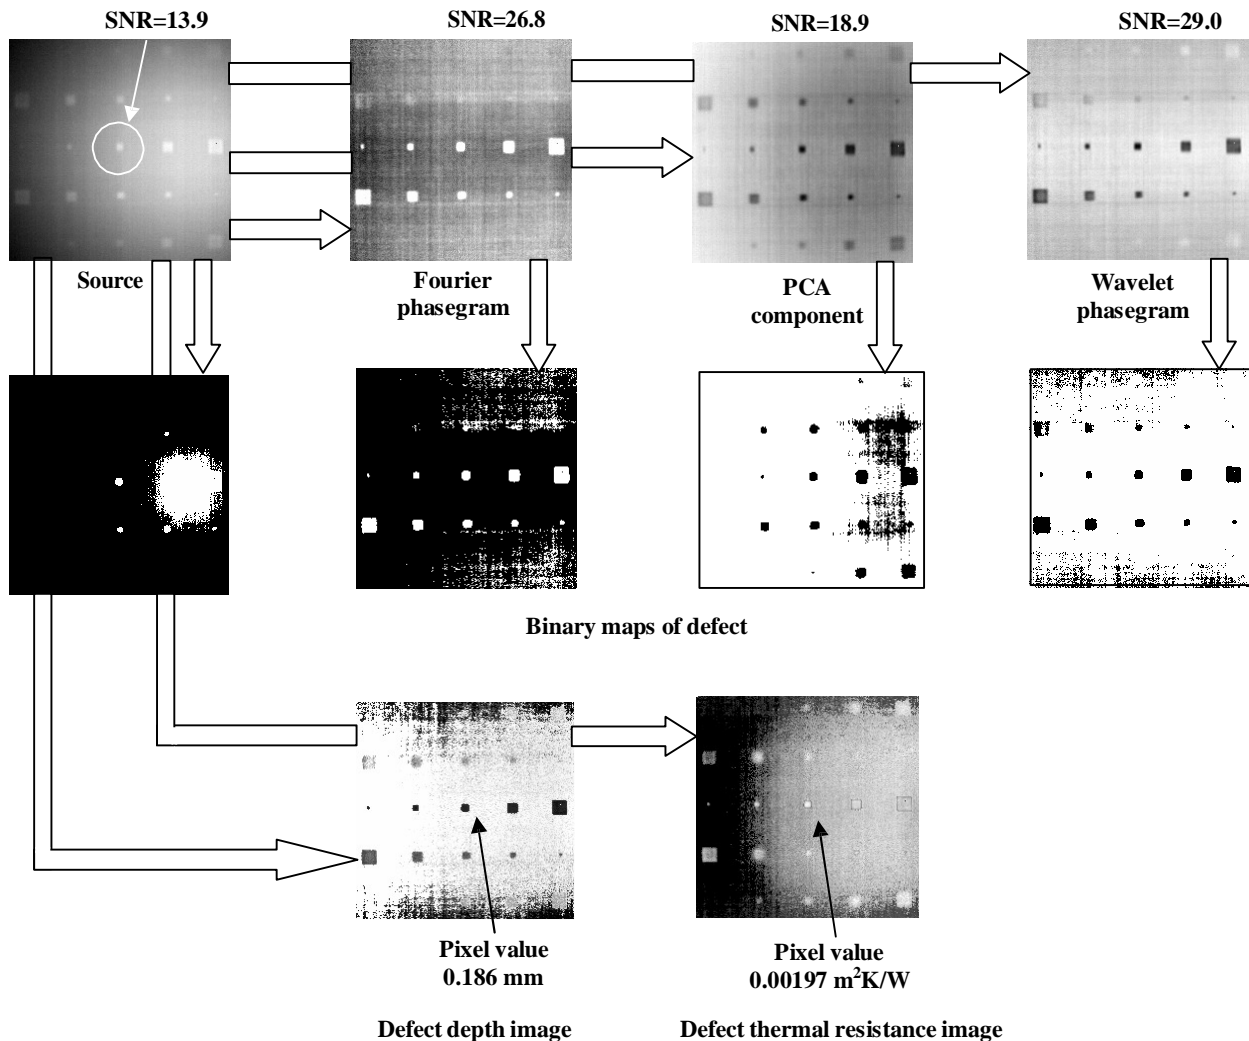 SNR=13.9
SNR=26.8
SNR=18.9
SNR=29.0
Source
Fourier
phasegram
PCA
component
Wavelet
phasegram
Binary maps of defect
Pixel value
0.186 mm
Pixel value
0.00197 m²K/W
Defect depth image
Defect thermal resistance image